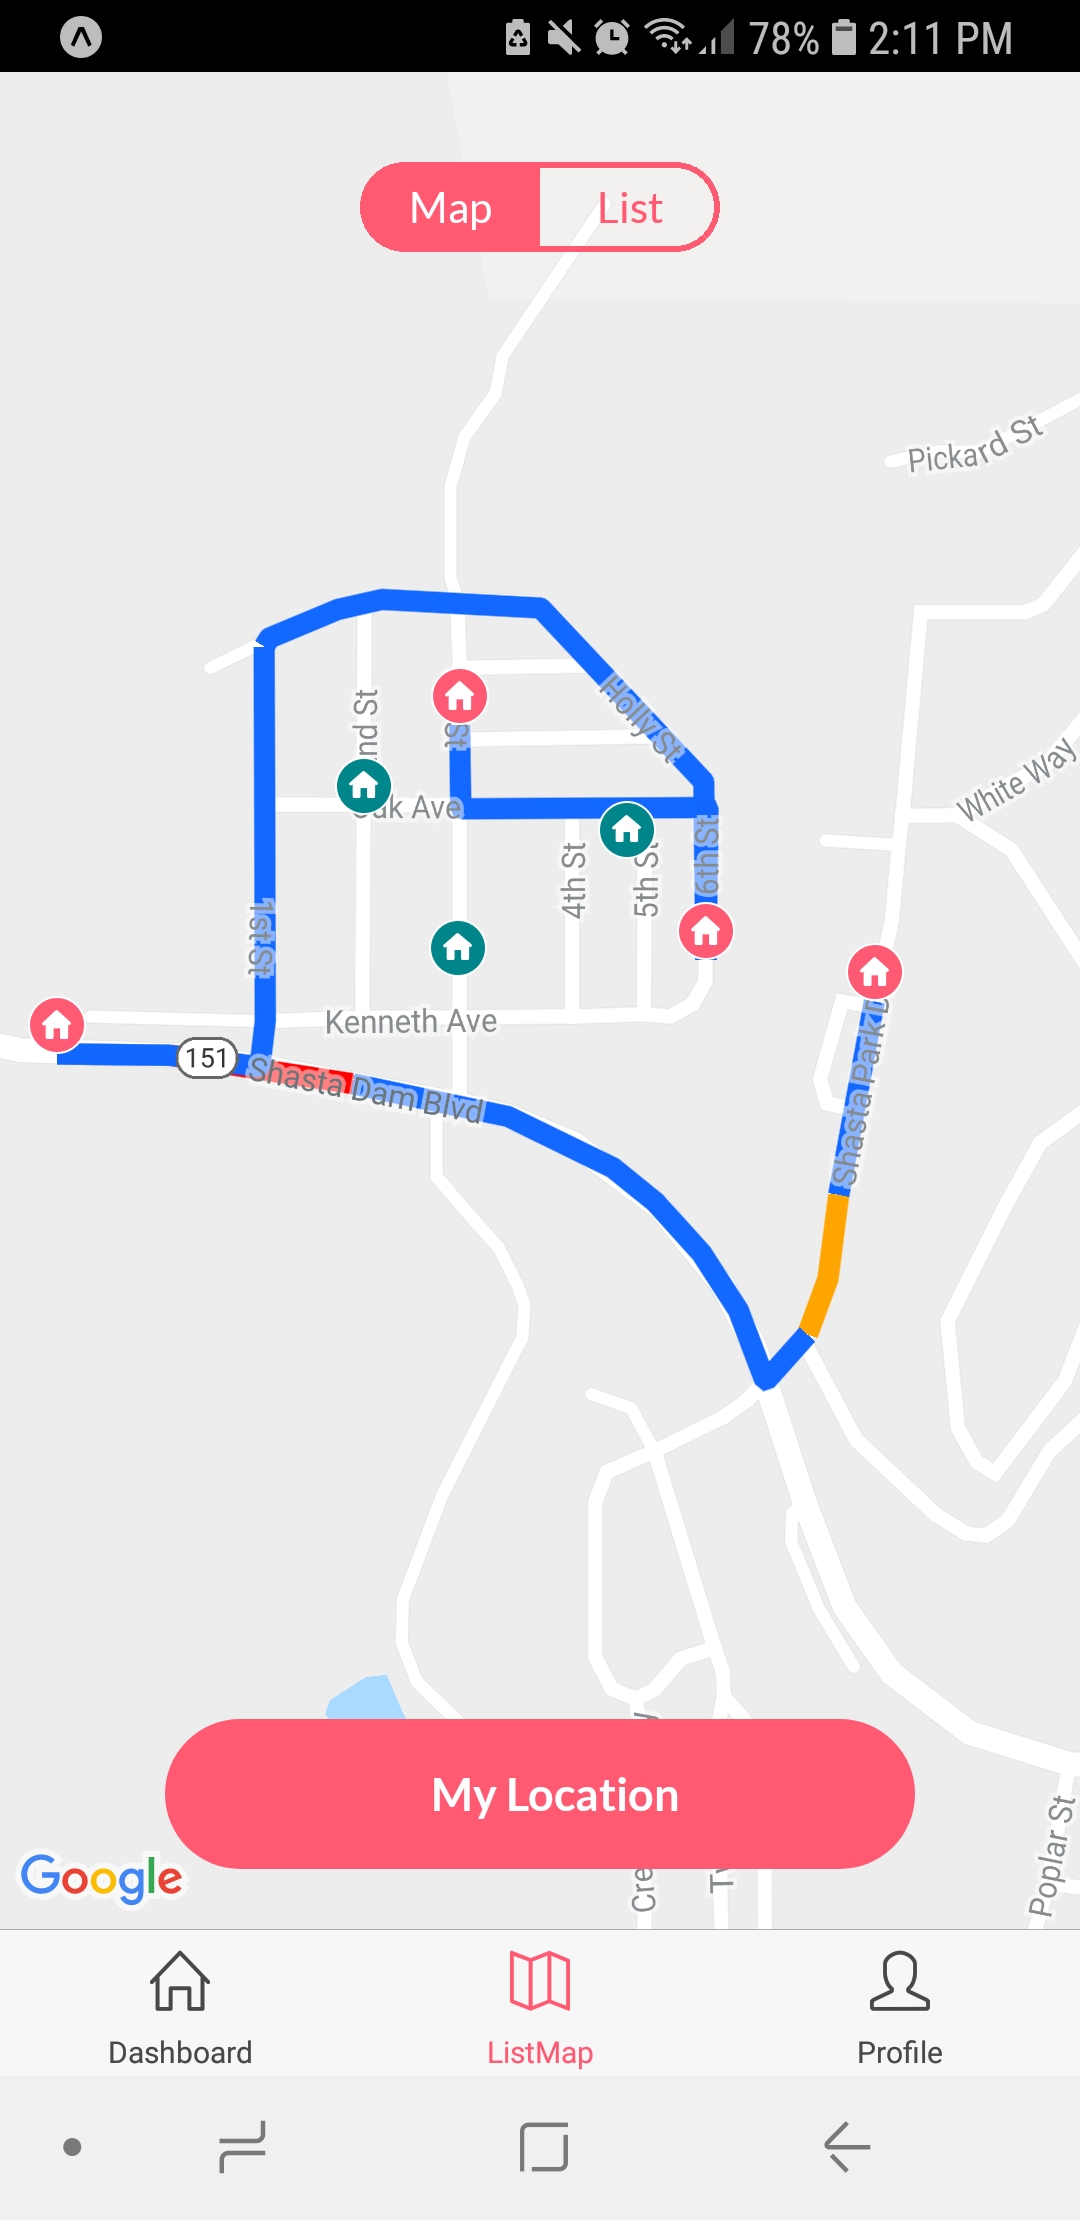 78% 2:11 PM
Map List
Pickard St
Holly St
nd St
St
White Way
ak Ave
6th St
4th St
5th St
1st St
Kenneth Ave
151
Shasta Dam Blvd
Shasta Park D
My Location
Google
Cre
Poplar St
Dashboard ListMap Profile